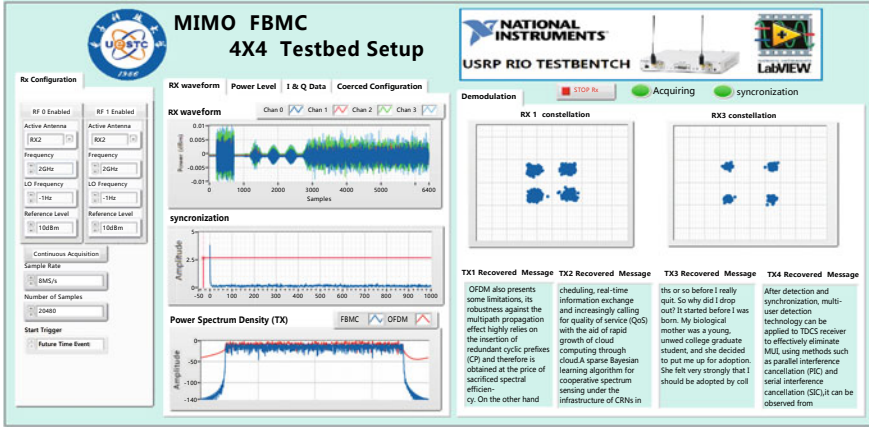 MIMO FBMC
4X4 Testbed Setup
1966
NATIONAL
INSTRUMENTS™
USRP RIO TESTBENTCH
LabVIEW
Rx Configuration
RF 0 Enabled
RF 1 Enabled
Active Antenna
Active Antenna
RX2
RX2
Frequency
Frequency
2GHz
2GHz
LO Frequency
LO Frequency
-1Hz
-1Hz
Reference Level
Reference Level
10dBm
10dBm
Continuous Acquisition
Sample Rate
8MS/s
Number of Samples
20480
Start Trigger
Future Time Event
RX waveform
Power Level
I & Q Data
Coerced Configuration
RX waveform
Chan 0
Chan 1
Chan 2
Chan 3
Power (dBm)
0.01
0.005
0
-0.005
-0.01
0 1000 2000 3000 4000 5000 6400
Samples
syncronization
Amplitude
5
2.5
0
-50 0 100 200 300 400 500 600 700 800 900 1000
Power Spectrum Density (TX)
FBMC
OFDM
Amplitude
0
-50
-100
-140
Demodulation
STOP Rx
Acquiring
syncronization
RX 1 constellation
RX3 constellation
TX1 Recovered Message
OFDM also presents
some limitations, its
robustness against the
multipath propagation
effect highly relies on
the insertion of
redundant cyclic prefixes
(CP) and therefore is
obtained at the price of
sacrificed spectral
efficien-
cy. On the other hand
TX2 Recovered Message
cheduling, real-time
information exchange
and increasingly calling
for quality of service (QoS)
with the aid of rapid
growth of cloud
computing through
cloud.A sparse Bayesian
learning algorithm for
cooperative spectrum
sensing under the
infrastructure of CRNs in
TX3 Recovered Message
ths or so before I really
quit. So why did I drop
out? It started before I was
born. My biological
mother was a young,
unwed college graduate
student, and she decided
to put me up for adoption.
She felt very strongly that I
should be adopted by coll
TX4 Recovered Message
After detection and
synchronization, multi-
user detection
technology can be
applied to TDCS receiver
to effectively eliminate
MUI, using methods such
as parallel interference
cancellation (PIC) and
serial interference
cancellation (SIC),it can be
observed from